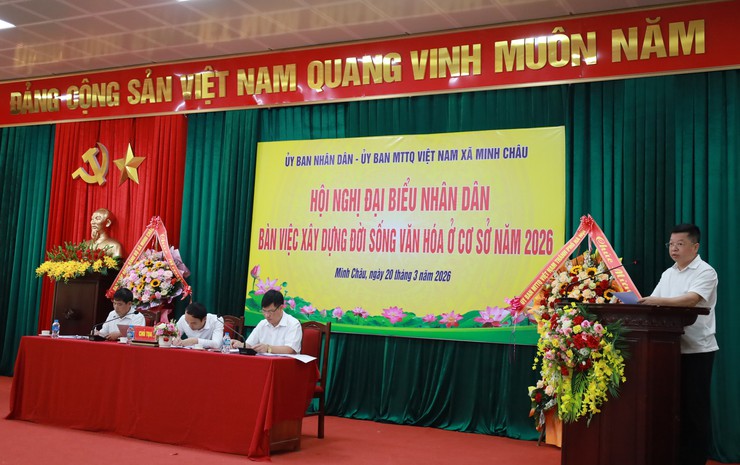 ĐẢNG CỘNG SẢN VIỆT NAM QUANG VINH MUÔN NĂM
ỦY BAN NHÂN DÂN - ỦY BAN MTTQ VIỆT NAM XÃ MINH CHÂU
HỘI NGHỊ ĐẠI BIỂU NHÂN DÂN
BÀN VIỆC XÂY DỰNG ĐỜI SỐNG VĂN HÓA Ở CƠ SỞ NĂM 2026
Minh Châu, ngày 20 tháng 3 năm 2026
CHỦ TỌA